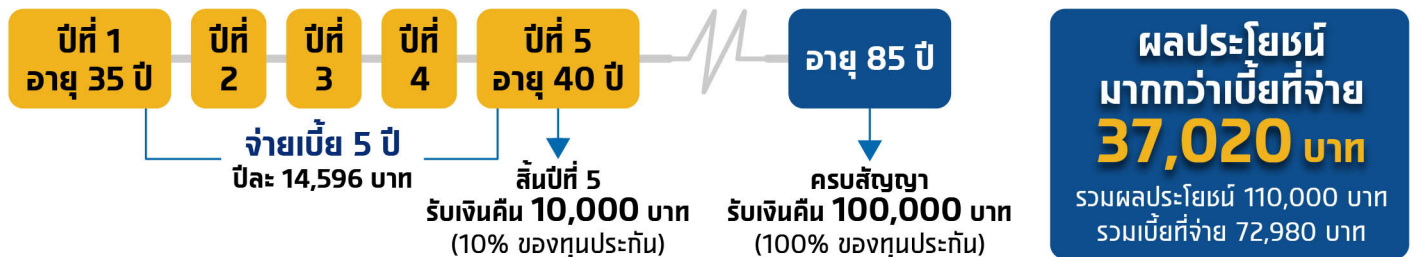 ปีที่ 1
อายุ 35 ปี
ปีที่
2
ปีที่
3
ปีที่
4
ปีที่ 5
อายุ 40 ปี
อายุ 85 ปี
จ่ายเบี้ย 5 ปี
ปีละ 14,596 บาท
สิ้นปีที่ 5
รับเงินคืน 10,000 บาท
(10% ของทุนประกัน)
ครบสัญญา
รับเงินคืน 100,000 บาท
(100% ของทุนประกัน)
ผลประโยชน์
มากกว่าเบี้ยที่จ่าย
37,020 บาท
รวมผลประโยชน์ 110,000 บาท
รวมเบี้ยที่จ่าย 72,980 บาท